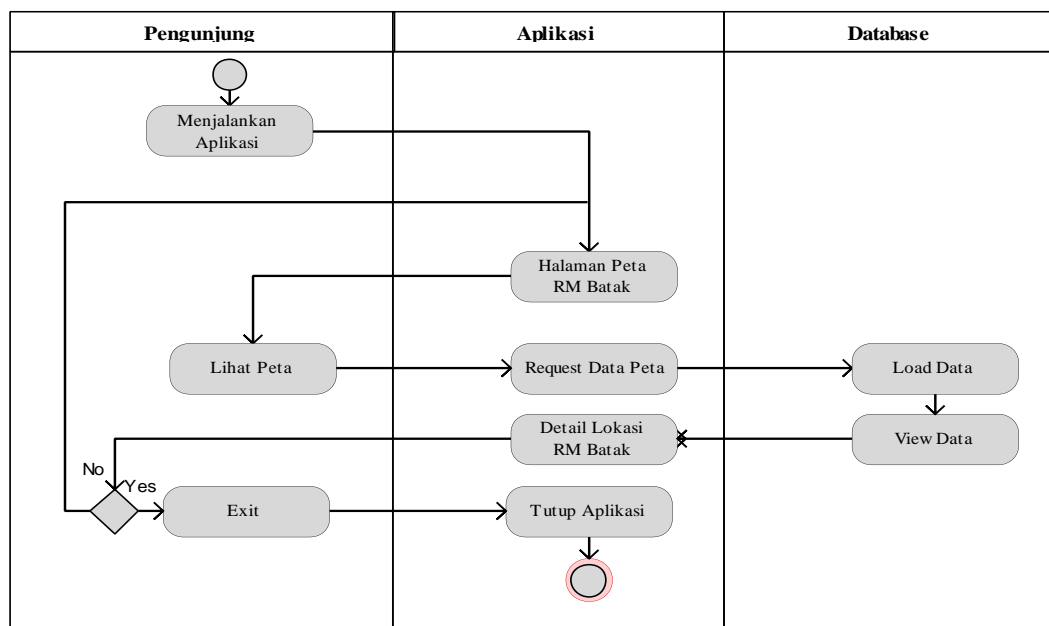 Pengunjung
Aplikasi
Database
Menjalankan
Aplikasi
Halaman Peta
RM Batak
Lihat Peta
Request Data Peta
Load Data
Detail Lokasi
RM Batak
View Data
No
Yes
Exit
Tutup Aplikasi